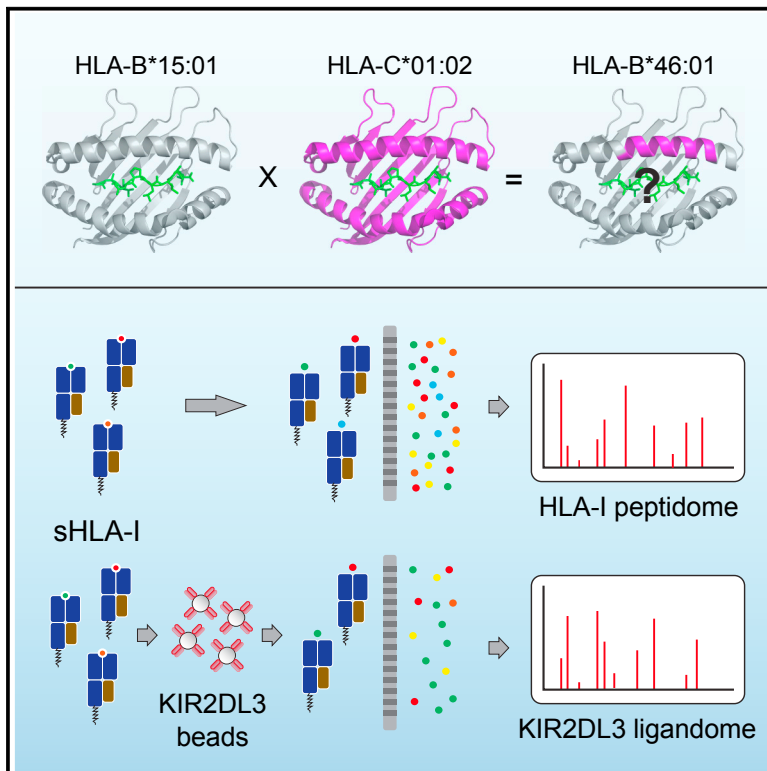 HLA-B*15:01
HLA-C*01:02
HLA-B*46:01
X
=
?
sHLA-I
HLA-I peptidome
KIR2DL3
beads
KIR2DL3 ligandome